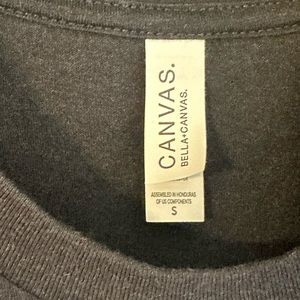 CANVAS.
BELLA+CANVAS.
ASSEMBLED IN HONDURAS
OF US COMPONENTS
S